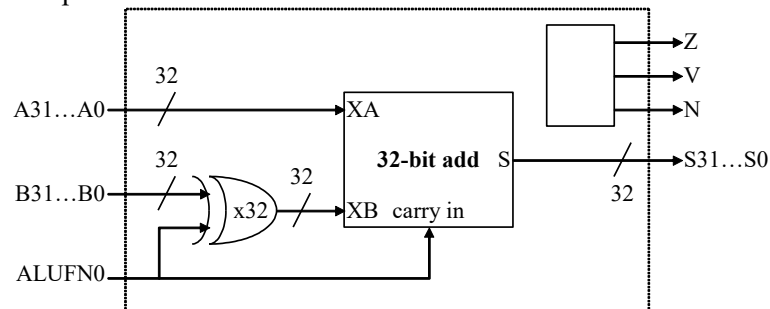 Z
32
V
A31…A0
XA
N
32
32
32-bit add
S
S31…S0
B31…B0
x32
XB
carry in
32
ALUFN0